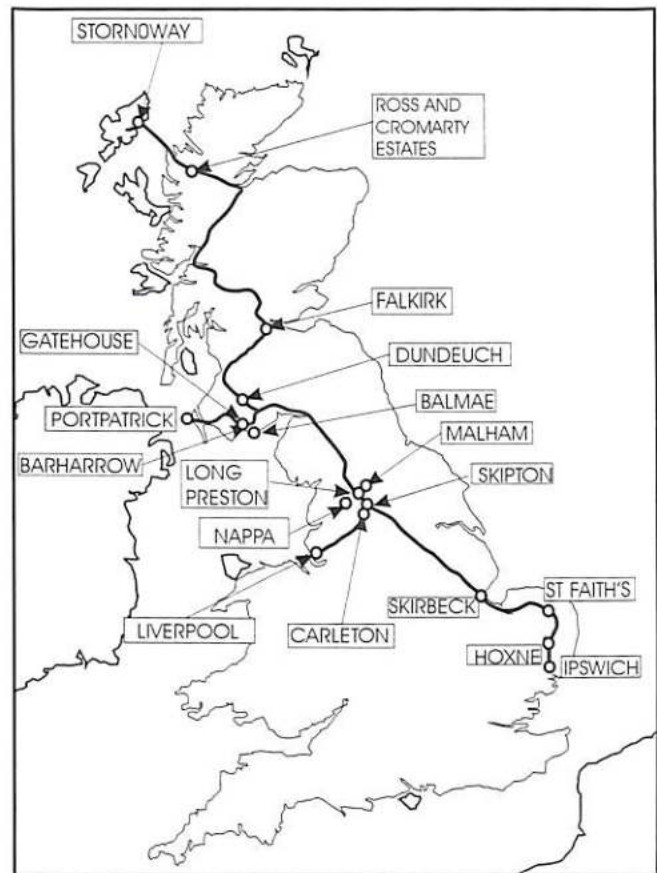 STORNOWAY
ROSS AND
CROMARTY
ESTATES
FALKIRK
GATEHOUSE
DUNDEUCH
PORTPATRICK
BALMAE
BARHARROW
MALHAM
LONG
PRESTON
SKIPTON
NAPPA
SKIRBECK
ST FAITH'S
LIVERPOOL
CARLETON
HOXNE
IPSWICH